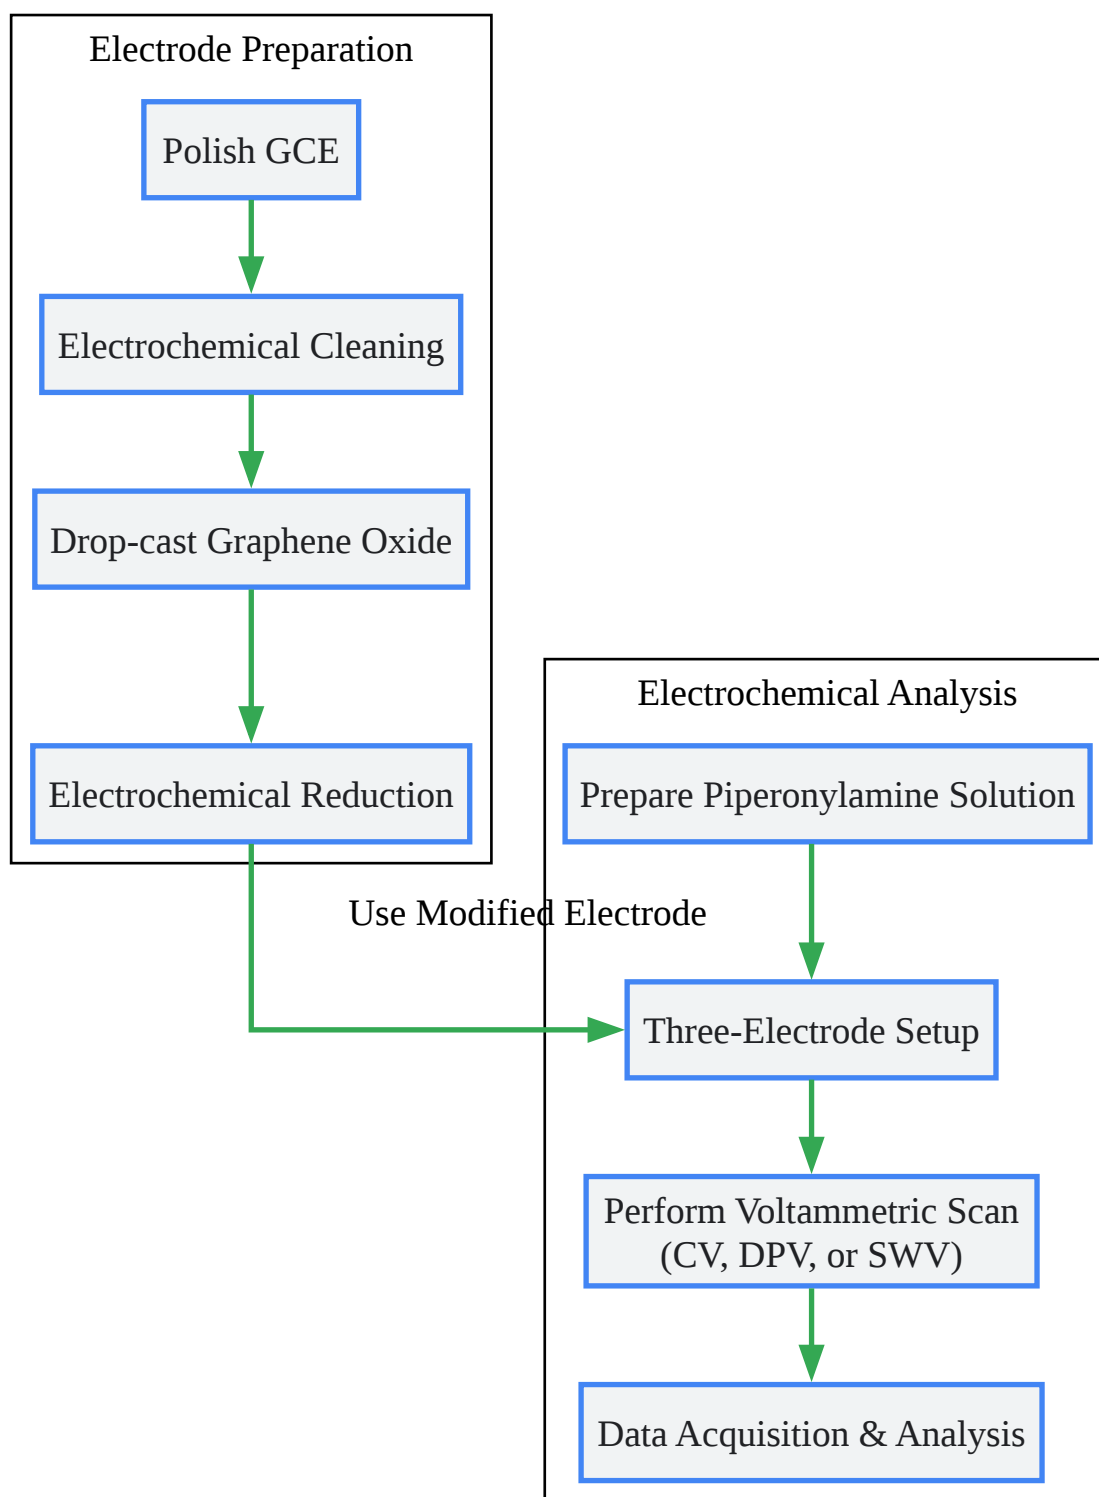 Electrode Preparation
Polish GCE
Electrochemical Cleaning
Drop-cast Graphene Oxide
Electrochemical Reduction
Use Modified Electrode
Electrochemical Analysis
Prepare Piperonylamine Solution
Three-Electrode Setup
Perform Voltammetric Scan
(CV, DPV, or SWV)
Data Acquisition & Analysis